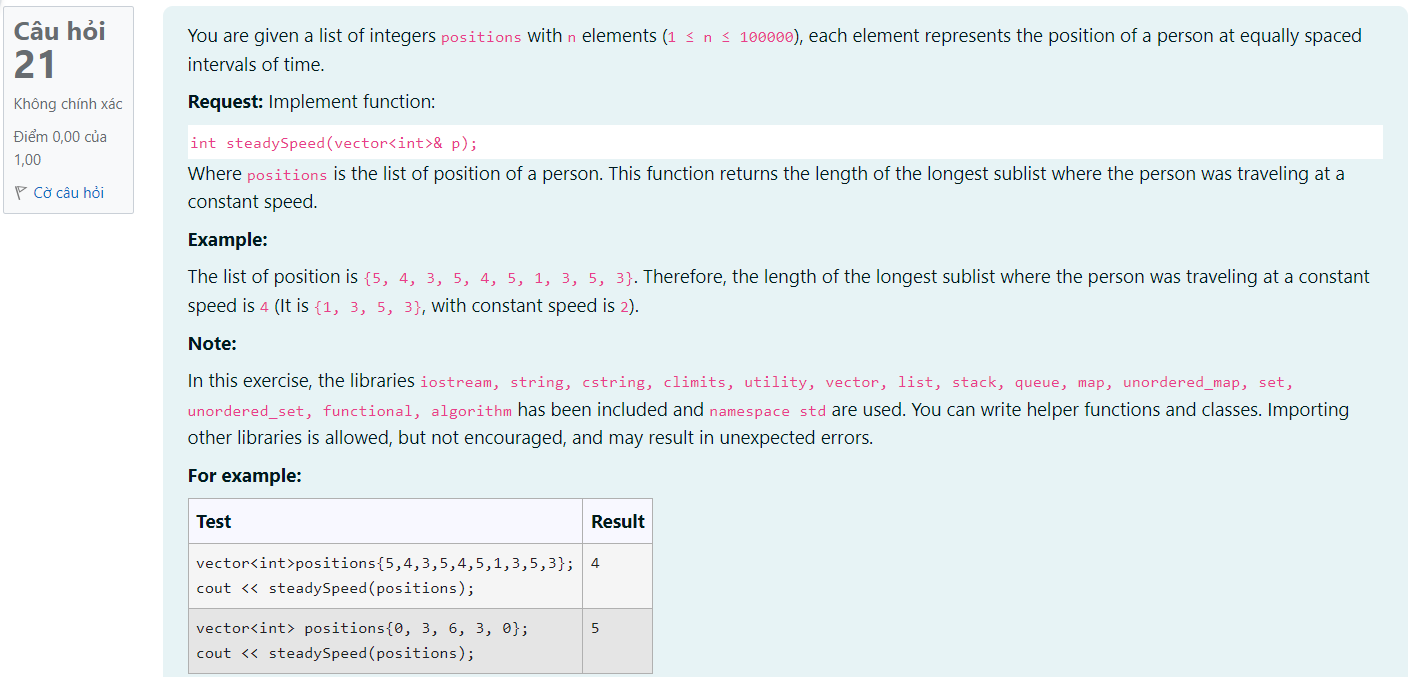 Câu hỏi
21
Không chính xác
Điểm 0,00 của
1,00
Cờ câu hỏi
You are given a list of integers positions with n elements (1 ≤ n ≤ 100000), each element represents the position of a person at equally spaced
intervals of time.
Request: Implement function:
int steadySpeed(vector<int>& p);
Where positions is the list of position of a person. This function returns the length of the longest sublist where the person was traveling at a
constant speed.
Example:
The list of position is {5, 4, 3, 5, 4, 5, 1, 3, 5, 3}. Therefore, the length of the longest sublist where the person was traveling at a constant
speed is 4 (It is {1, 3, 5, 3}, with constant speed is 2).
Note:
In this exercise, the libraries iostream, string, cstring, climits, utility, vector, list, stack, queue, map, unordered_map, set,
unordered_set, functional, algorithm has been included and namespace std are used. You can write helper functions and classes. Importing
other libraries is allowed, but not encouraged, and may result in unexpected errors.
For example:
Test Result
vector<int>positions{5,4,3,5,4,5,1,3,5,3}; 4
cout << steadySpeed(positions);
vector<int> positions{0, 3, 6, 3, 0}; 5
cout << steadySpeed(positions);